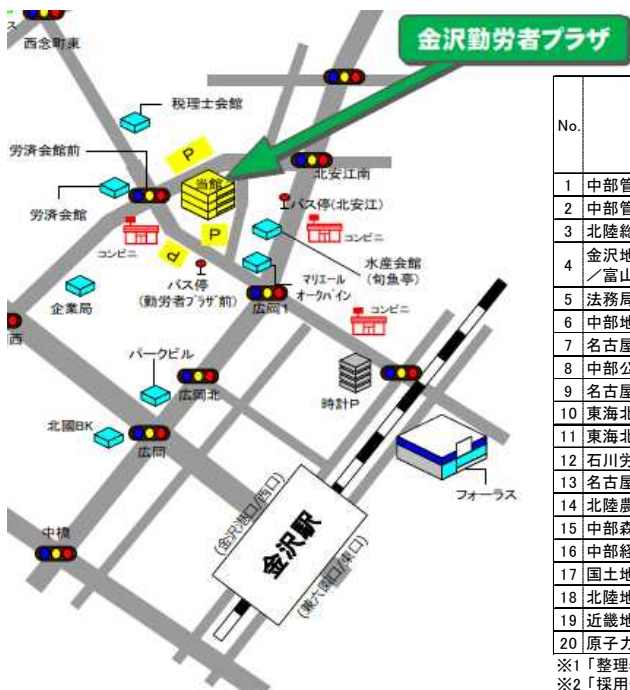 ス
西念町東
金沢勤労者プラザ
税理士会館
労済会館前
P
当館
北安江南
労済会館
バス停(北安江)
コンビニ
P
コンビニ
P
水産会館
(旬魚亭)
バス停
(勤労者プラザ前)
マリエール
オークパイン
企業局
広岡1
コンビニ
西
パークビル
広岡北
時計P
北國BK
広岡
フォーラス
(金沢港口/西口)
中橋
金沢駅
(兼六園口/東口)
No.
1 中部管
2 中部管
3 北陸総
4 金沢地
／富山
5 法務局
6 中部地
7 名古屋
8 中部公
9 名古屋
10 東海北
11 東海北
12 石川労
13 名古屋
14 北陸農
15 中部森
16 中部経
17 国土地
18 北陸地
19 近畿地
20 原子力
※1「整理
※2「採用